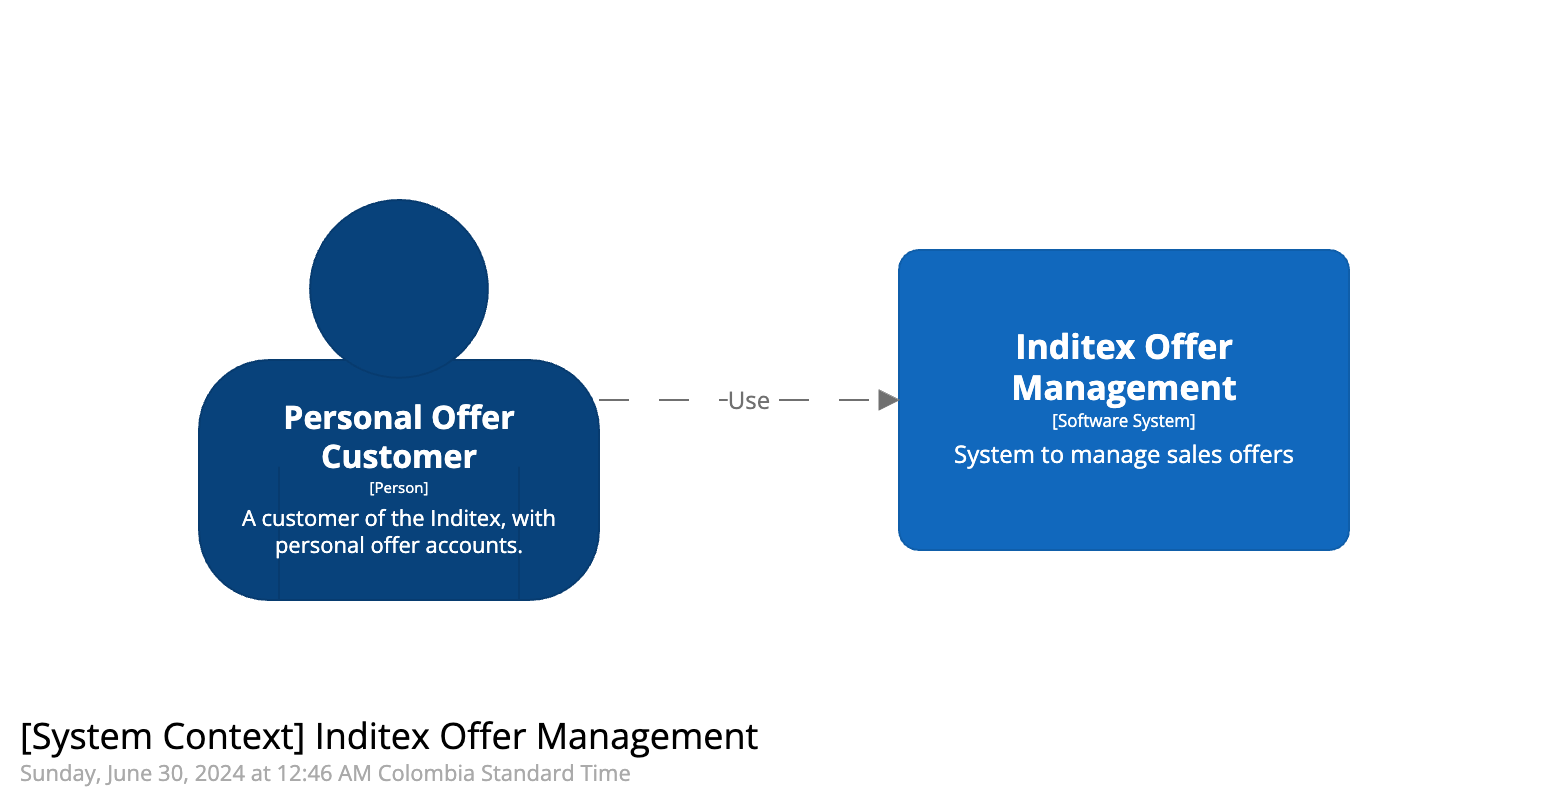 Personal Offer
Customer
[Person]
A customer of the Inditex, with
personal offer accounts.
Use
Inditex Offer
Management
[Software System]
System to manage sales offers
[System Context] Inditex Offer Management
Sunday, June 30, 2024 at 12:46 AM Colombia Standard Time